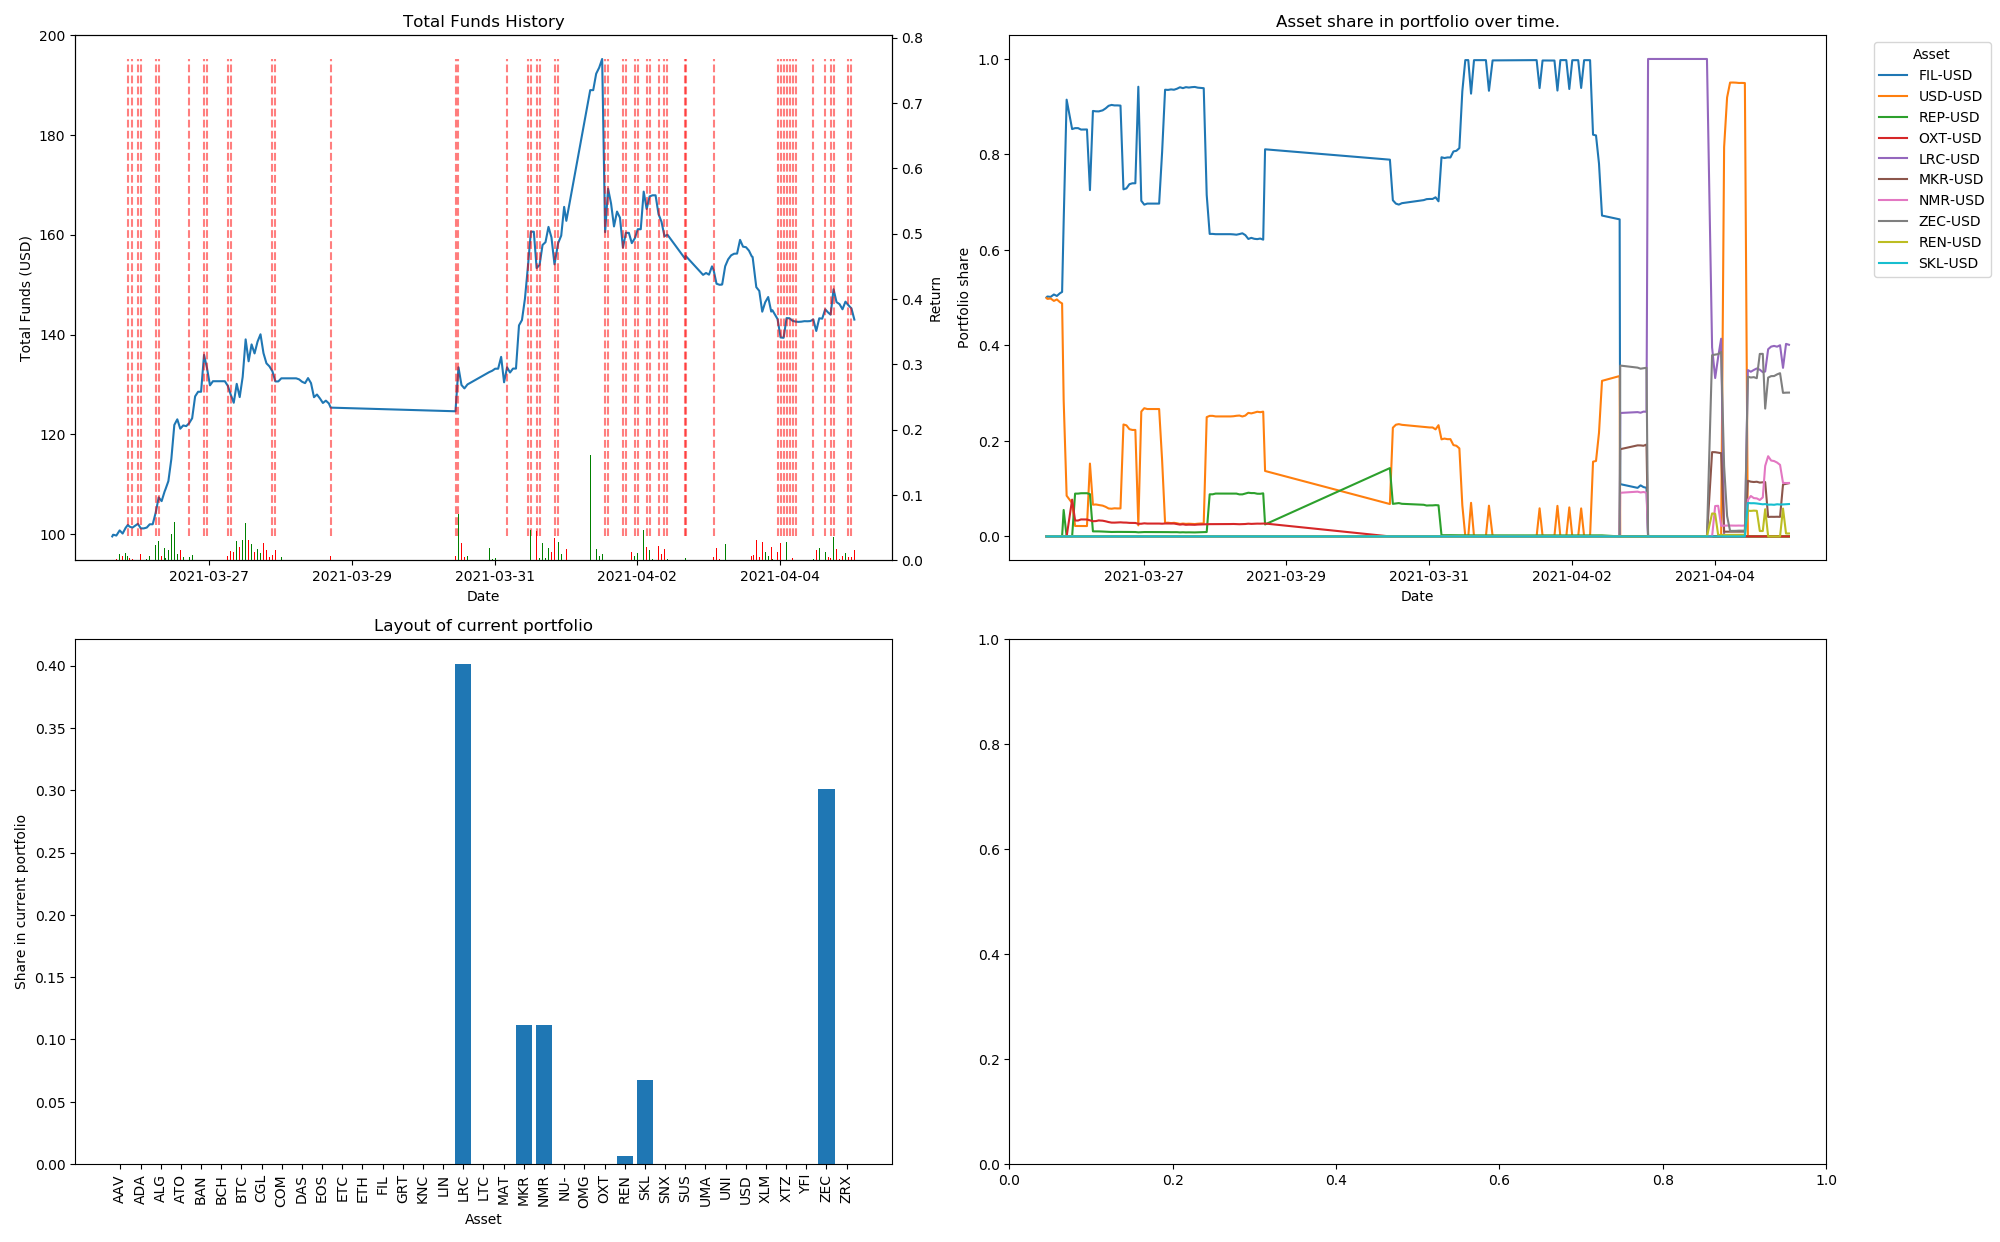 Total Funds History
Total Funds (USD)
200
180
160
140
120
100
0.8
0.7
0.6
0.5
0.4
0.3
0.2
0.1
0.0
Return
2021-03-27 2021-03-29 2021-03-31 2021-04-02 2021-04-04
Date
Asset share in portfolio over time.
Portfolio share
1.0
0.8
0.6
0.4
0.2
0.0
2021-03-27 2021-03-29 2021-03-31 2021-04-02 2021-04-04
Date
Asset
FIL-USD
USD-USD
REP-USD
OXT-USD
LRC-USD
MKR-USD
NMR-USD
ZEC-USD
REN-USD
SKL-USD
Layout of current portfolio
Share in current portfolio
0.40
0.35
0.30
0.25
0.20
0.15
0.10
0.05
0.00
AAV ADA ALG ATO BAN BCH BTC CGL COM DAS EOS ETC ETH FIL GRT KNC LIN LRC LTC MAT MKR NMR NU- OMG OXT REN SKL SNX SUS UMA UNI USD XLM XTZ YFI ZEC ZRX
Asset
1.0
0.8
0.6
0.4
0.2
0.0
0.0 0.2 0.4 0.6 0.8 1.0